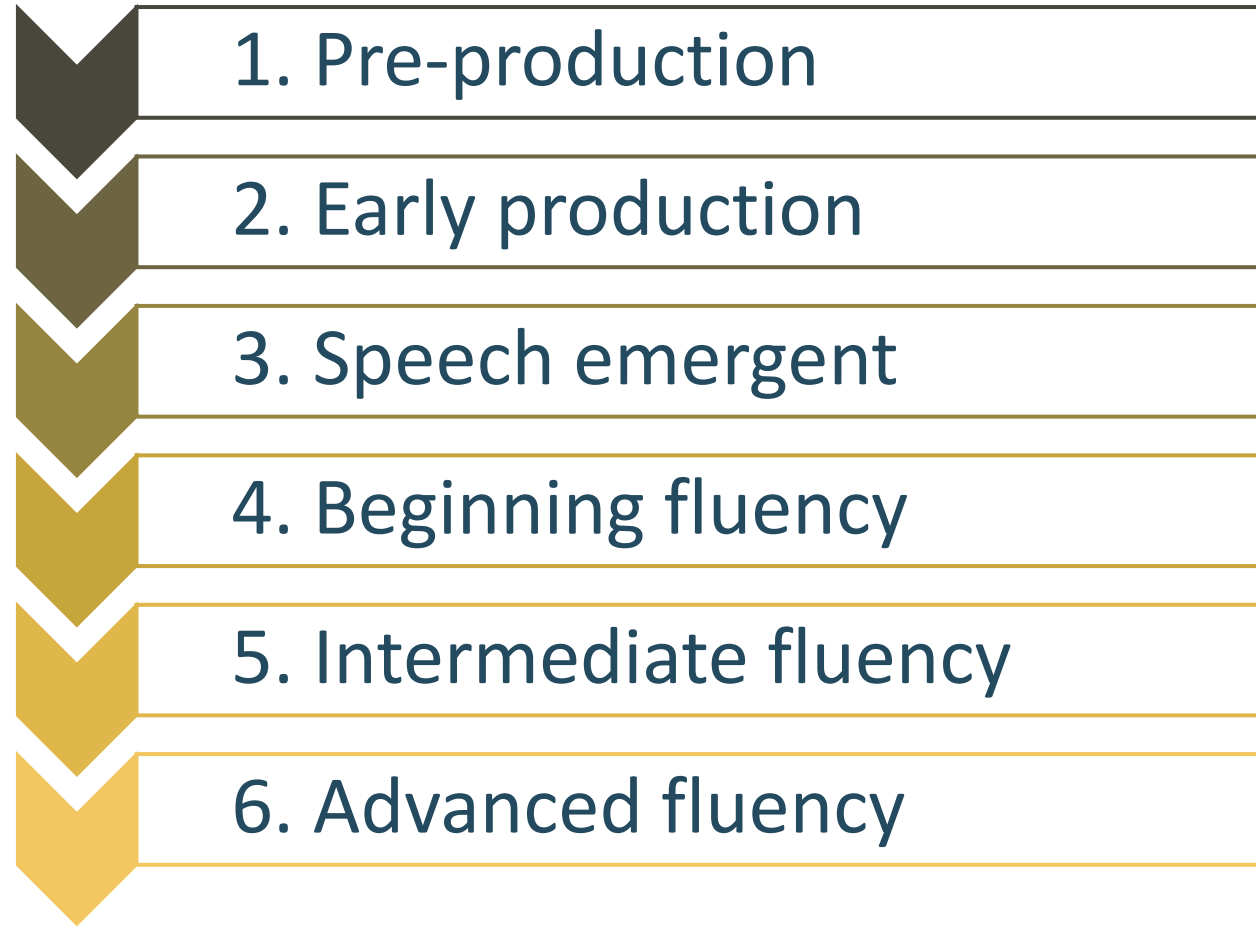 1. Pre-production
2. Early production
3. Speech emergent
4. Beginning fluency
5. Intermediate fluency
6. Advanced fluency